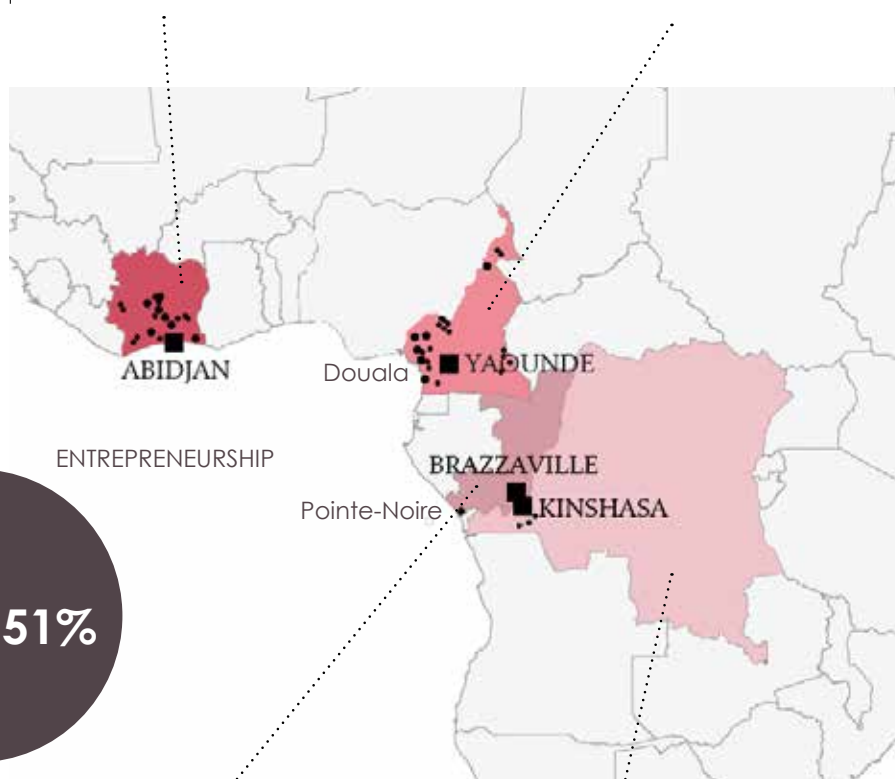 ABIDJAN
Douala
YAOUNDE
ENTREPRENEURSHIP
BRAZZAVILLE
Pointe-Noire
KINSHASA
51%